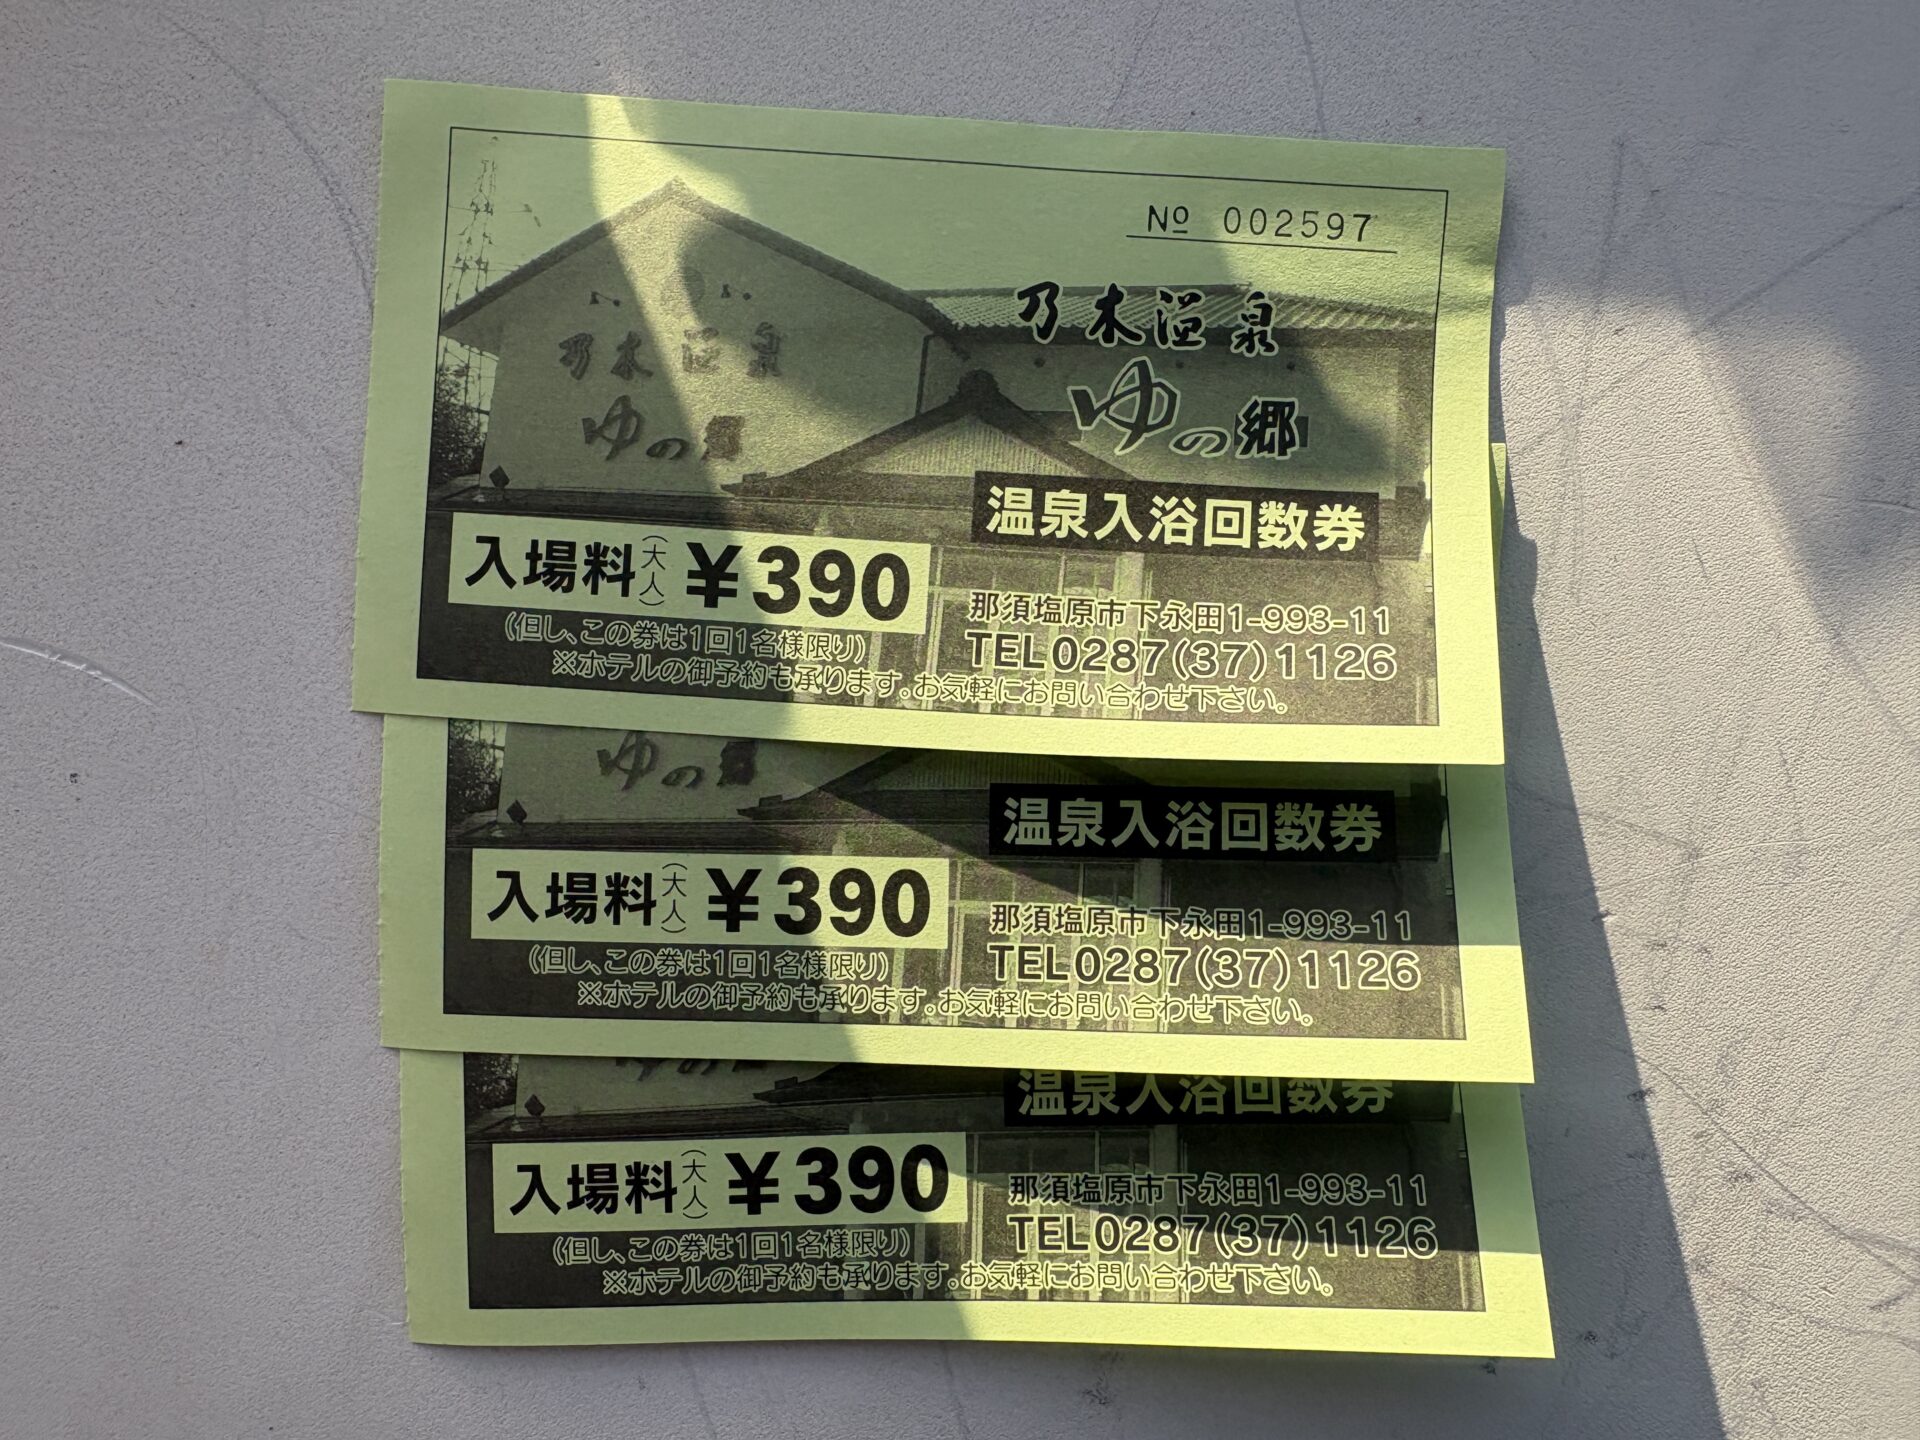 № 002597
乃木温泉
ゆの郷
乃木温泉
ゆの郷
温泉入浴回数券
入場料(大人)¥390
(但し、この券は1回1名様限り)
那須塩原市下永田1-993-11
TEL0287(37)1126
※ホテルの御予約も承ります。お気軽にお問い合わせ下さい。
ゆの郷
温泉入浴回数券
入場料(大人)¥390
(但し、この券は1回1名様限り)
那須塩原市下永田1-993-11
TEL0287(37)1126
※ホテルの御予約も承ります。お気軽にお問い合わせ下さい。
ゆの郷
温泉入浴回数券
入場料(大人)¥390
(但し、この券は1回1名様限り)
那須塩原市下永田1-993-11
TEL0287(37)1126
※ホテルの御予約も承ります。お気軽にお問い合わせ下さい。